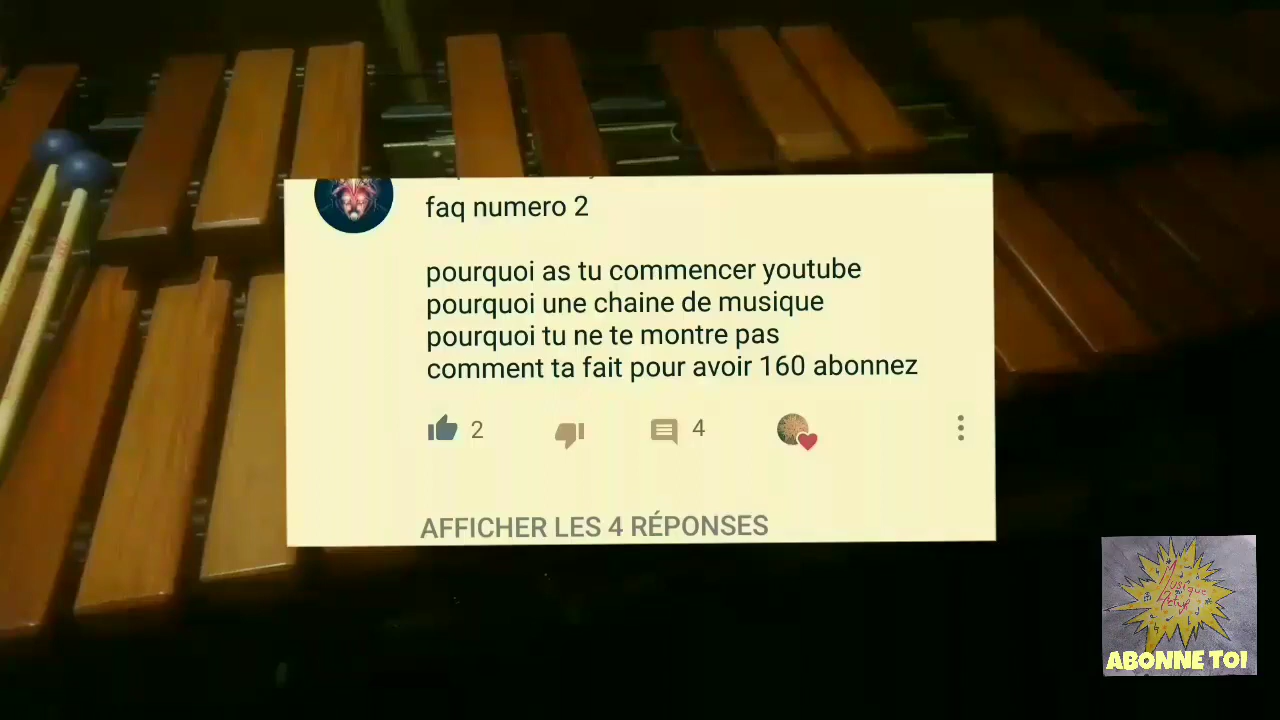 faq numero 2
pourquoi as tu commencer youtube
pourquoi une chaine de musique
pourquoi tu ne te montre pas
comment ta fait pour avoir 160 abonnez
2
4
AFFICHER LES 4 RÉPONSES
Musique
ABONNE TOI